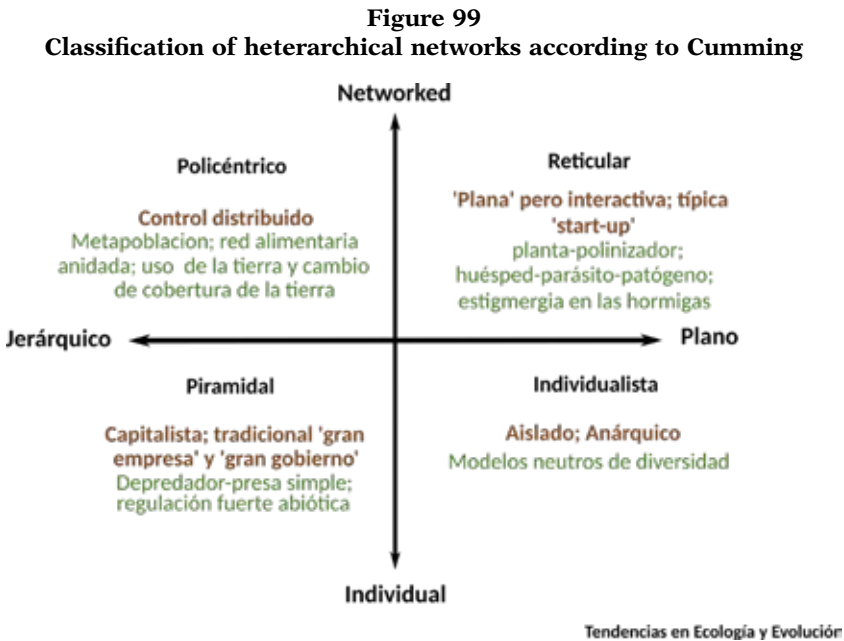 Figure 99
Classification of heterarchical networks according to Cumming
Networked
Policéntrico
Control distribuido
Metapoblacion; red alimentaria
anidada; uso de la tierra y cambio
de cobertura de la tierra
Reticular
'Plana' pero interactiva; típica
'start-up'
planta-polinizador;
huésped-parásito-patógeno;
estigmergia en las hormigas
Jerárquico
Plano
Piramidal
Capitalista; tradicional 'gran
empresa' y 'gran gobierno'
Depredador-presa simple;
regulación fuerte abiótica
Individualista
Aislado; Anárquico
Modelos neutros de diversidad
Individual
Tendencias en Ecología y Evolución